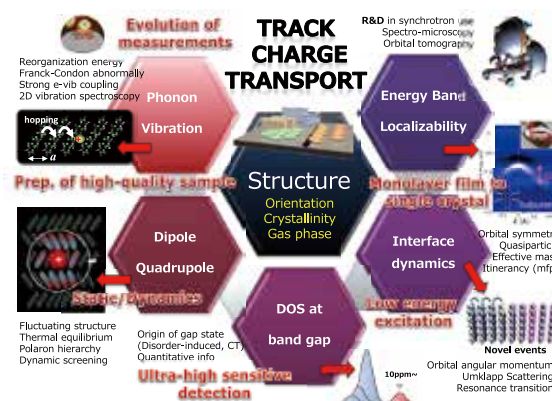 Evolution of
measurements
TRACK
CHARGE
TRANSPORT
R&D in synchrotron use
Spectro-microscopy
Orbital tomography
Reorganization energy
Franck-Condon abnormally
Strong e-vib coupling
2D vibration spectroscopy
Phonon
Vibration
Energy Band
Localizability
hopping
a
Prep. of high-quality sample
Structure
Orientation
Crystallinity
Gas phase
Monolayer film to
single crystal
Dipole
Quadrupole
Interface
dynamics
Orbital symmetr
Quasipartic
Effective mas
Itinerancy (mfp
Static/Dynamics
DOS at
band gap
Low energy
excitation
Fluctuating structure
Thermal equilibrium
Polaron hierarchy
Dynamic screening
Origin of gap state
(Disorder-induced, CT)
Quantitative info
Ultra-high sensitive
detection
10ppm~
Novel events
Orbital angular momentum
Umklapp Scattering
Resonance transition